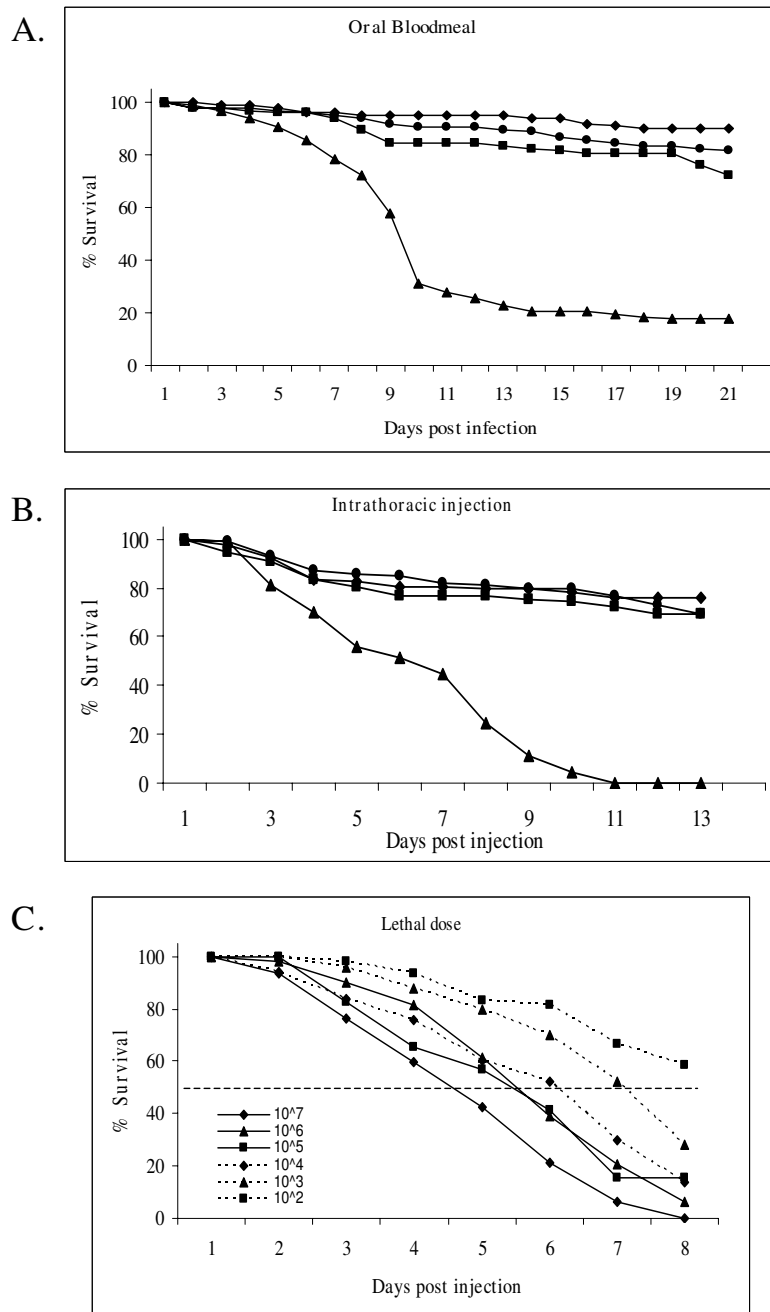 A.
Oral Bloodmeal
100
80
60
40
20
0
% Survival
1 3 5 7 9 11 13 15 17 19 21
Days post infection
B.
Intrathoracic injection
100
80
60
40
20
0
% Survival
1 3 5 7 9 11 13
Days post injection
C.
Lethal dose
100
80
60
40
20
0
% Survival
10^7
10^6
10^5
10^4
10^3
10^2
1 2 3 4 5 6 7 8
Days post injection